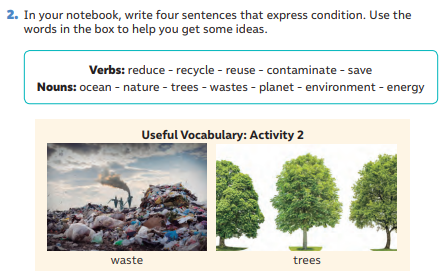 2. In your notebook, write four sentences that express condition. Use the
words in the box to help you get some ideas.
Verbs: reduce - recycle - reuse - contaminate - save
Nouns: ocean - nature - trees - wastes - planet - environment - energy
Useful Vocabulary: Activity 2
waste
trees